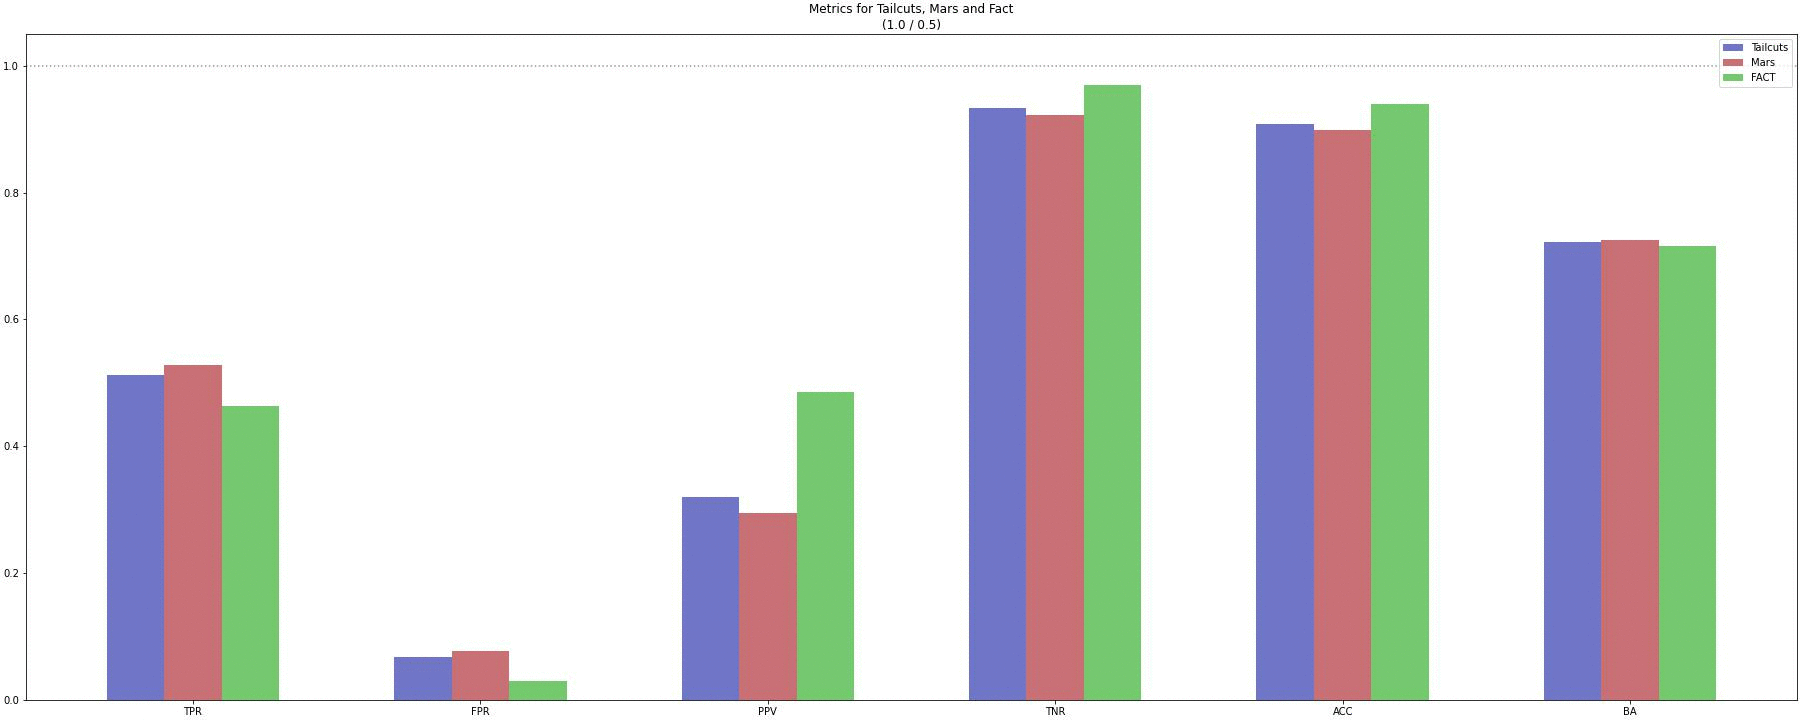 Metrics for Tailcuts, Mars and Fact
(1.0 / 0.5)
Tailcuts
Mars
FACT
1.0
0.8
0.6
0.4
0.2
0.0
TPR
FPR
PPV
TNR
ACC
BA